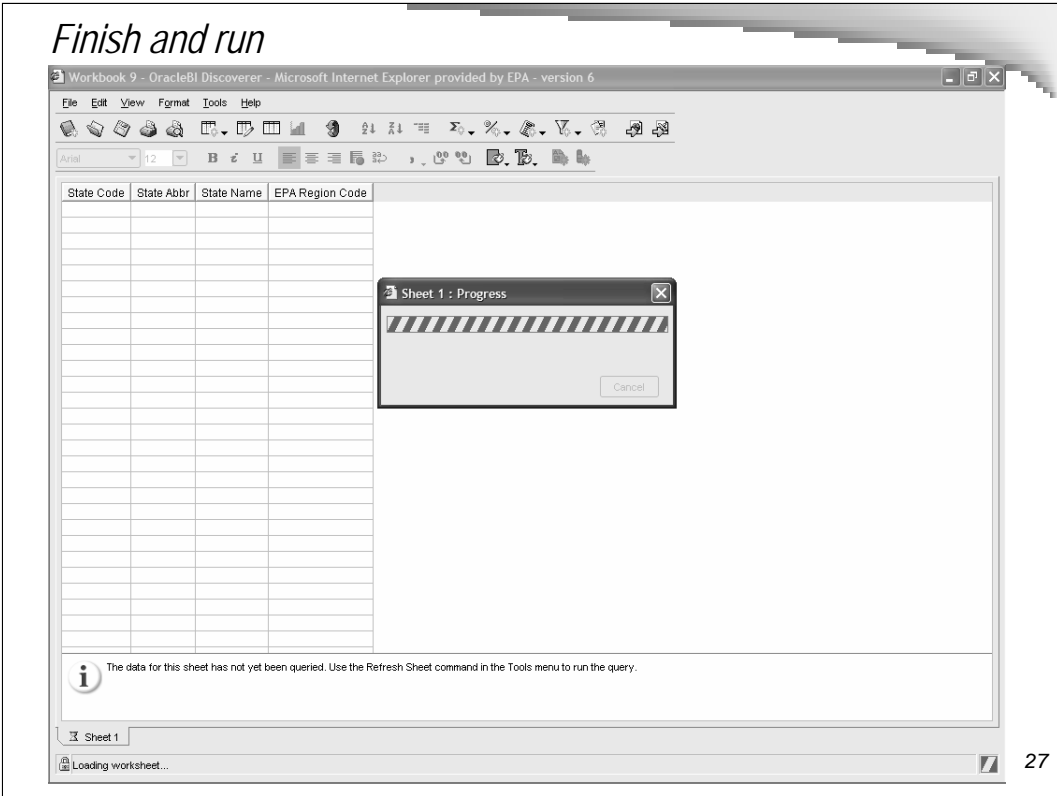 Finish and run
Workbook 9 - OracleBI Discoverer - Microsoft Internet Explorer provided by EPA - version 6
File Edit View Format Tools Help
Arial 12 B i U
State Code State Abbr State Name EPA Region Code
Sheet 1 : Progress
Cancel
The data for this sheet has not yet been queried. Use the Refresh Sheet command in the Tools menu to run the query.
Sheet 1
Loading worksheet...
27